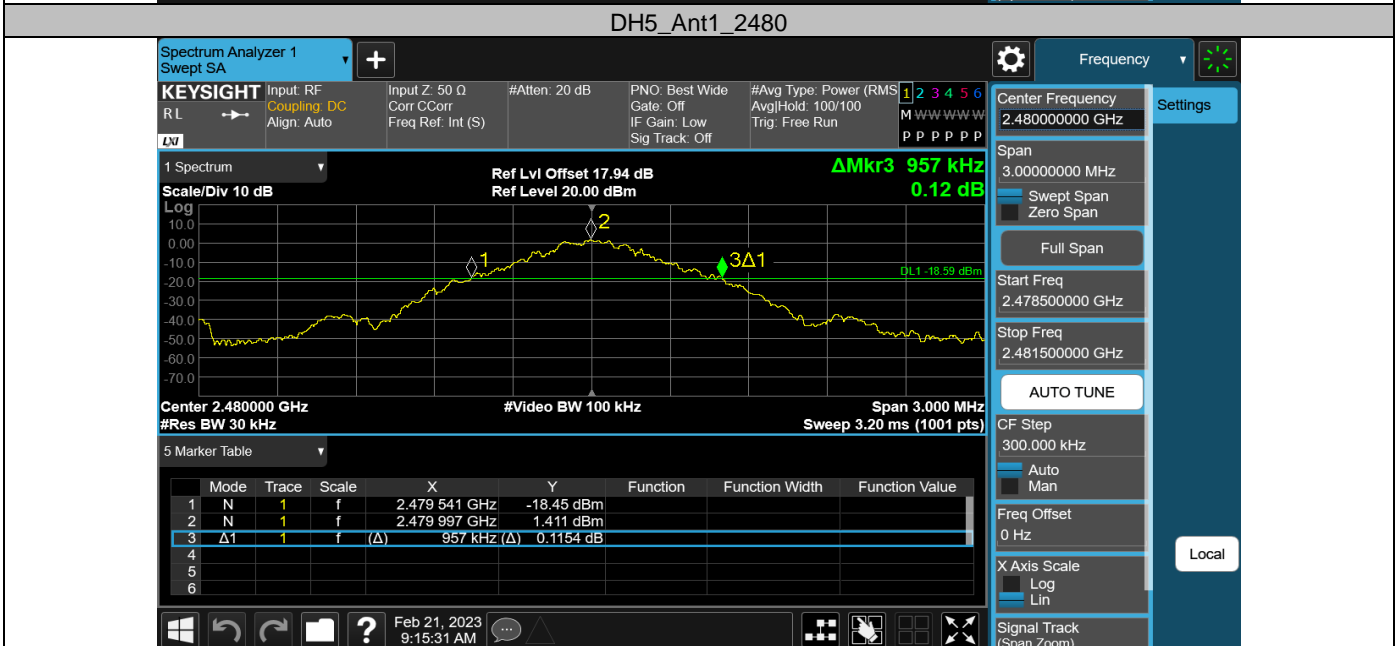 DH5_Ant1_2480
Spectrum Analyzer 1
Swept SA
Frequency
KEYSIGHT
RL
LXI
Input: RF
Coupling: DC
Align: Auto
Input Z: 50 Ω
Corr CCorr
Freq Ref: Int (S)
#Atten: 20 dB
PNO: Best Wide
Gate: Off
IF Gain: Low
Sig Track: Off
#Avg Type: Power (RMS
Avg|Hold: 100/100
Trig: Free Run
1 2 3 4 5 6
M W W W W W
P P P P P P
1 Spectrum
Scale/Div 10 dB
Ref Lvl Offset 17.94 dB
Ref Level 20.00 dBm
ΔMkr3 957 kHz
0.12 dB
Log
10.0
0.00
-10.0
-20.0
-30.0
-40.0
-50.0
-60.0
-70.0
1
2
3Δ1
DL1 -18.59 dBm
Center 2.480000 GHz
#Video BW 100 kHz
Span 3.000 MHz
#Res BW 30 kHz
Sweep 3.20 ms (1001 pts)
5 Marker Table
Mode Trace Scale X Y Function Function Width Function Value
1 N 1 f 2.479 541 GHz -18.45 dBm
2 N 1 f 2.479 997 GHz 1.411 dBm
3 Δ1 1 f (Δ) 957 kHz (Δ) 0.1154 dB
4
5
6
Feb 21, 2023
9:15:31 AM
Center Frequency
2.480000000 GHz
Settings
Span
3.00000000 MHz
Swept Span
Zero Span
Full Span
Start Freq
2.478500000 GHz
Stop Freq
2.481500000 GHz
AUTO TUNE
CF Step
300.000 kHz
Auto
Man
Freq Offset
0 Hz
Local
X Axis Scale
Log
Lin
Signal Track
(Span Zoom)